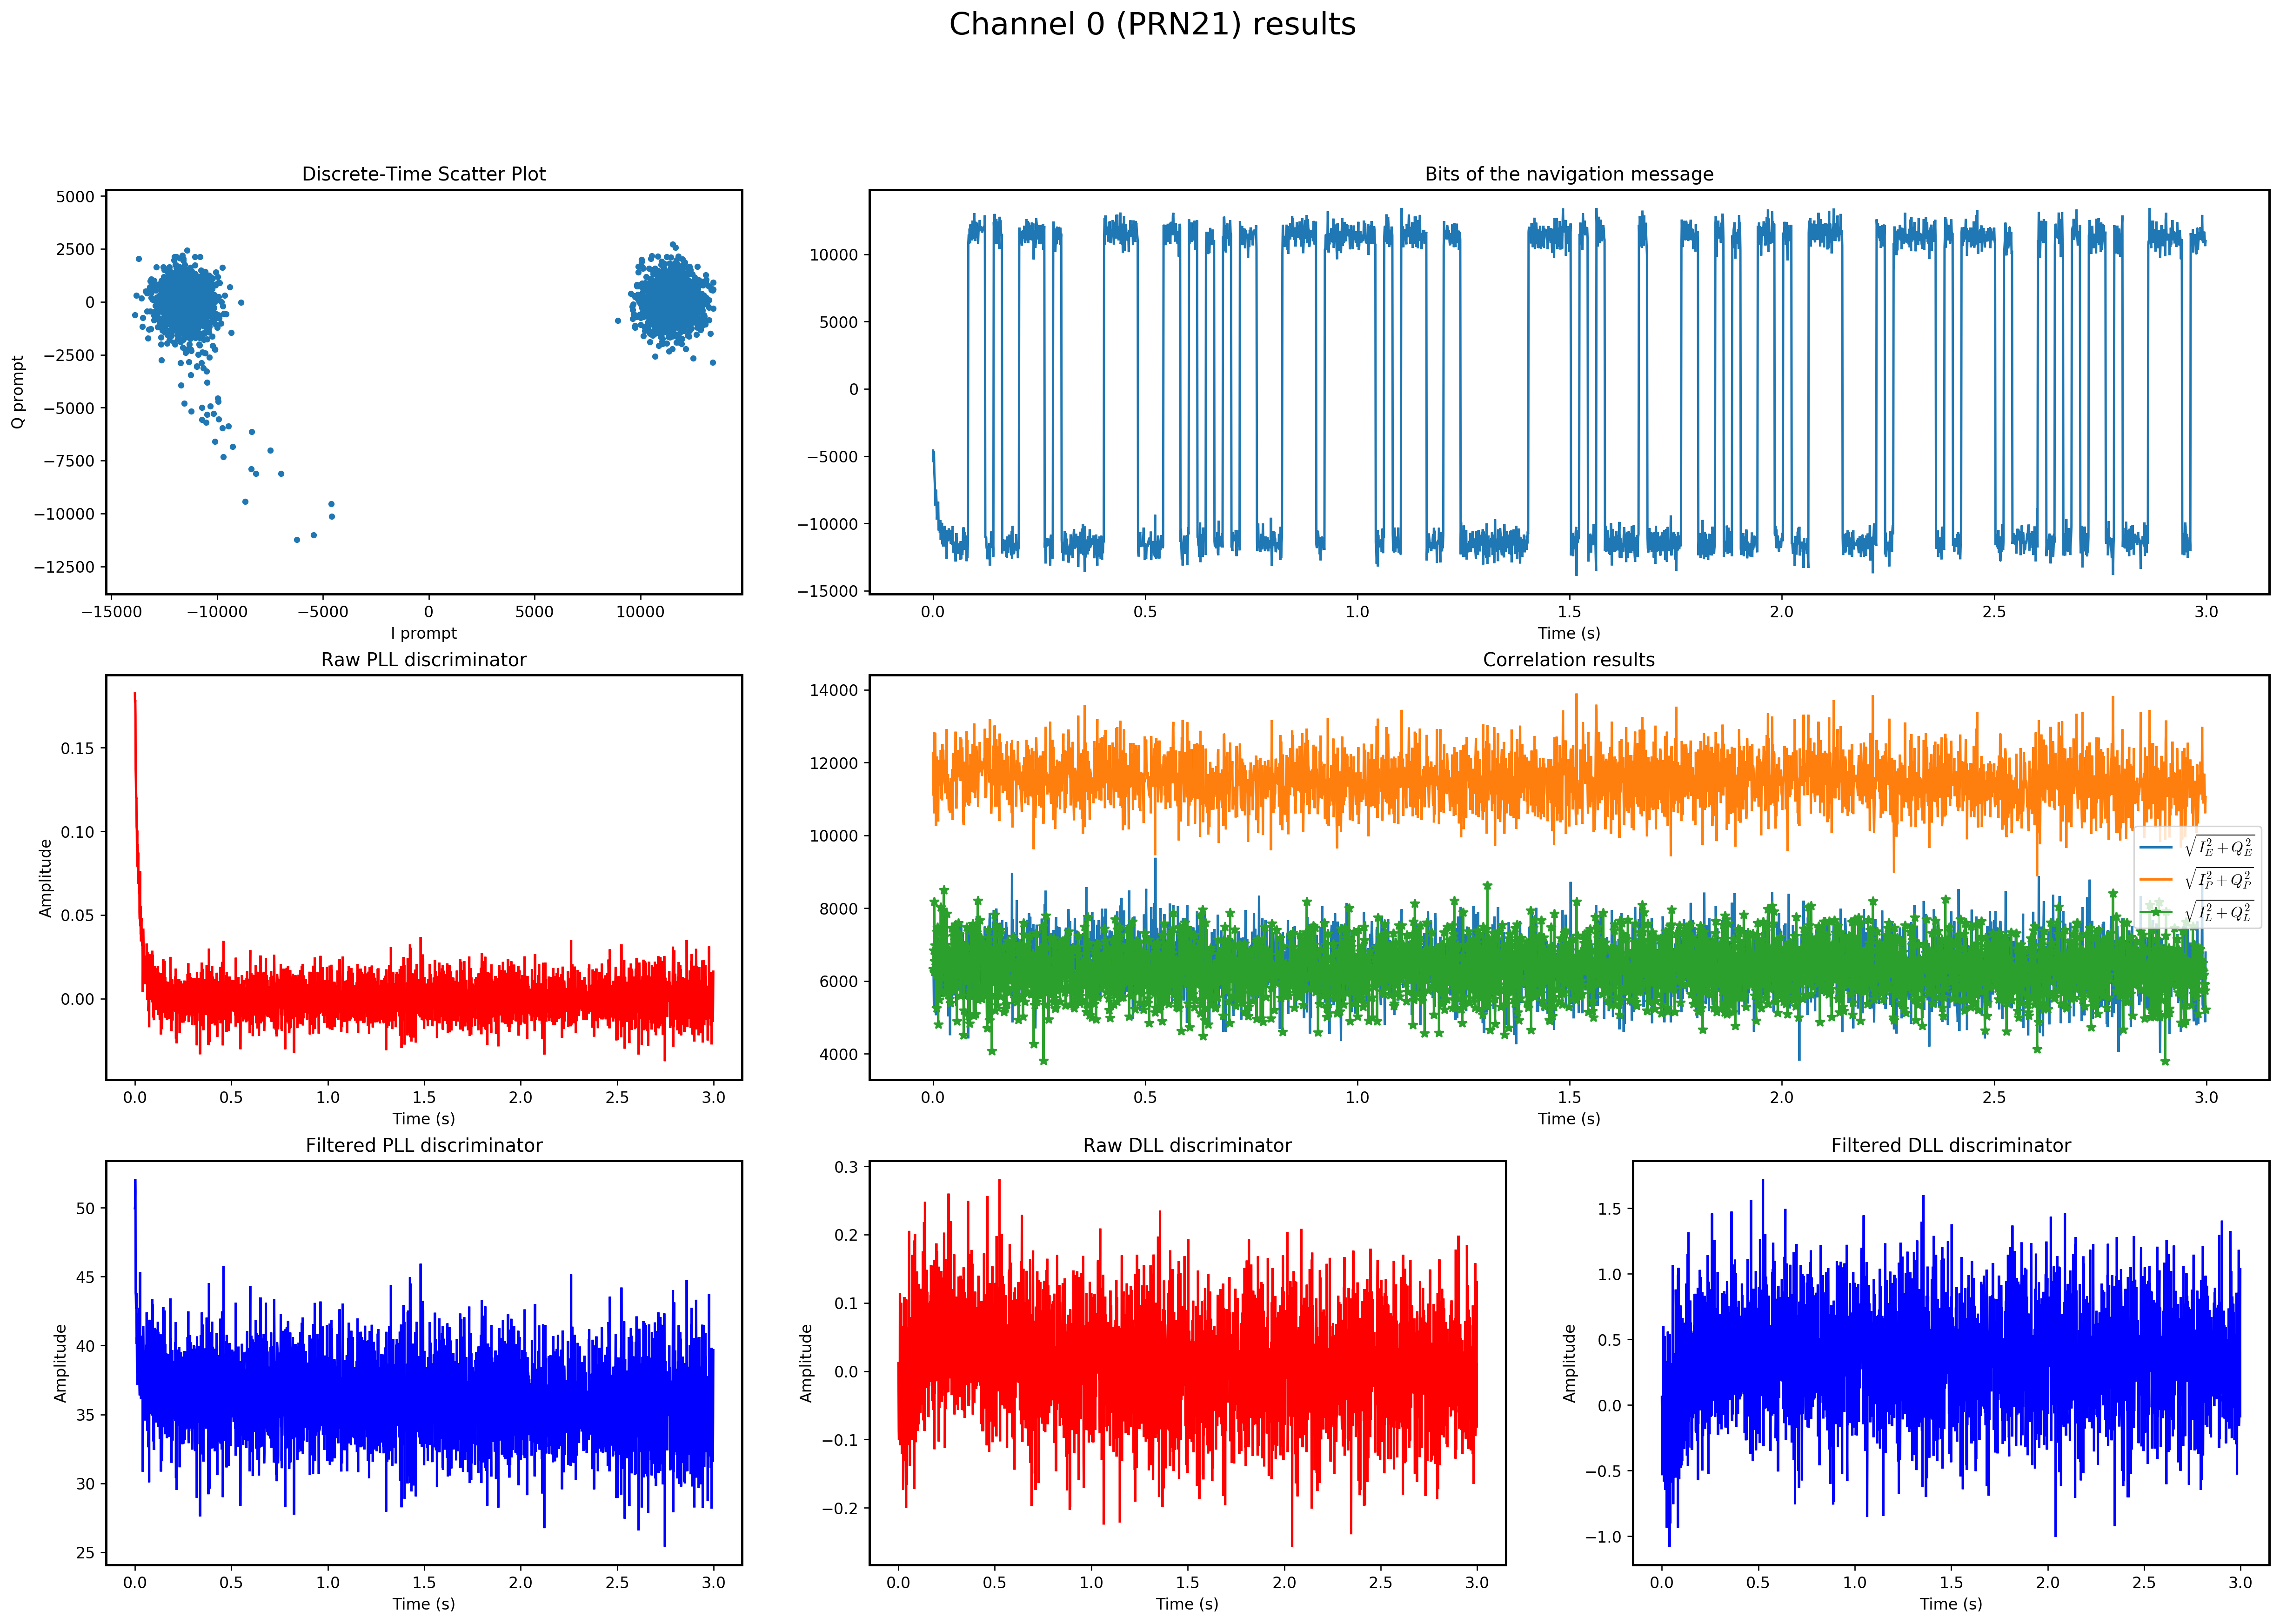 Channel 0 (PRN21) results
Discrete-Time Scatter Plot
5000
2500
0
−2500
−5000
−7500
−10000
−12500
Q prompt
−15000 −10000 −5000 0 5000 10000
I prompt
Bits of the navigation message
10000
5000
0
−5000
−10000
−15000
0.0 0.5 1.0 1.5 2.0 2.5 3.0
Time (s)
Raw PLL discriminator
0.15
0.10
0.05
0.00
Amplitude
0.0 0.5 1.0 1.5 2.0 2.5 3.0
Time (s)
Correlation results
14000
12000
10000
8000
6000
4000
√I_E^2 + Q_E^2
√I_P^2 + Q_P^2
√I_L^2 + Q_L^2
0.0 0.5 1.0 1.5 2.0 2.5 3.0
Time (s)
Filtered PLL discriminator
50
45
40
35
30
25
Amplitude
0.0 0.5 1.0 1.5 2.0 2.5 3.0
Time (s)
Raw DLL discriminator
0.3
0.2
0.1
0.0
−0.1
−0.2
Amplitude
0.0 0.5 1.0 1.5 2.0 2.5 3.0
Time (s)
Filtered DLL discriminator
1.5
1.0
0.5
0.0
−0.5
−1.0
Amplitude
0.0 0.5 1.0 1.5 2.0 2.5 3.0
Time (s)